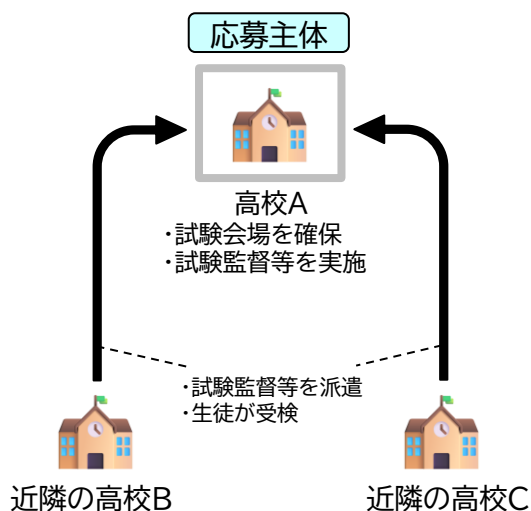 応募主体
高校A
・試験会場を確保
・試験監督等を実施
・試験監督等を派遣
・生徒が受検
近隣の高校B
近隣の高校C